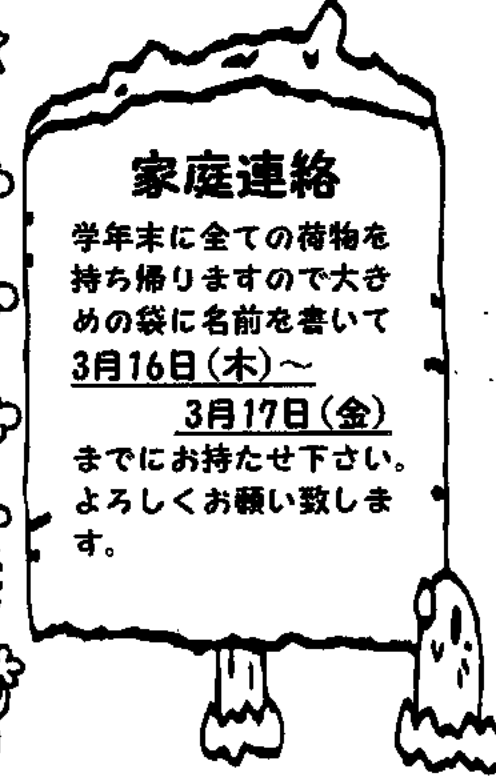 家庭連絡
学年末に全ての荷物を
持ち帰りますので大き
めの袋に名前を書いて
3月16日(木)～
3月17日(金)
までにお持たせ下さい。
よろしくお願い致しま
す。